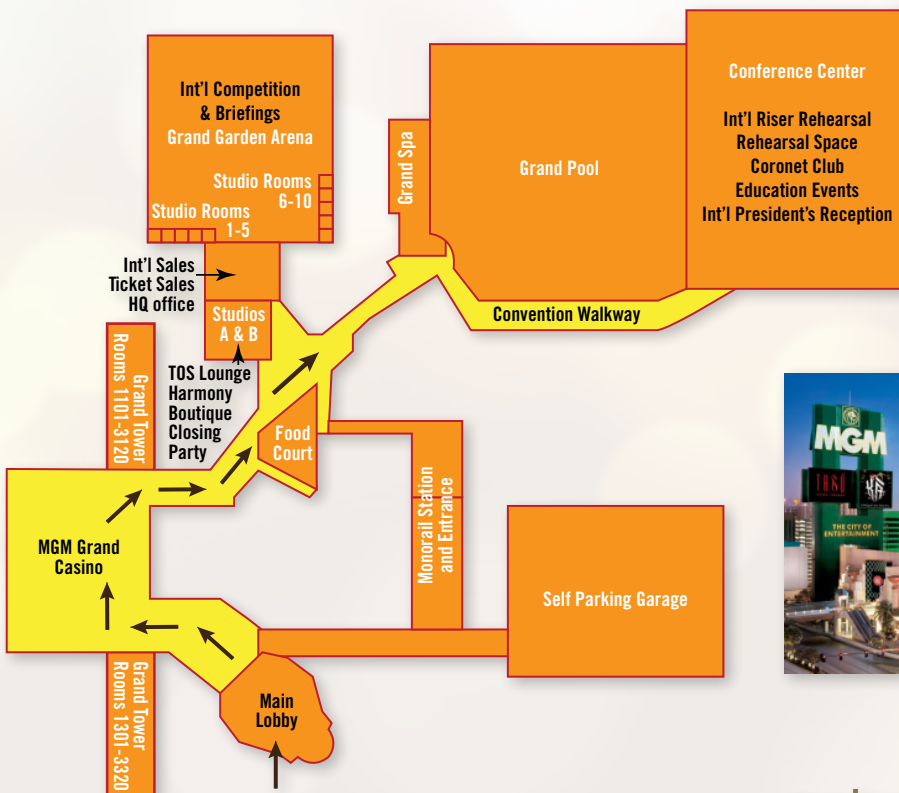 Int'l Competition
& Briefings
Grand Garden Arena
Studio Rooms
6-10
Studio Rooms
1-5
Int'l Sales
Ticket Sales
HQ office
Studios
A & B
TOS Lounge
Harmony
Boutique
Closing
Party
Grand Spa
Grand Pool
Conference Center
Int'l Riser Rehearsal
Rehearsal Space
Coronet Club
Education Events
Int'l President's Reception
Convention Walkway
Grand Tower
Rooms 1101-3120
Food
Court
MGM Grand
Casino
Monorail Station
and Entrance
Self Parking Garage
Main
Lobby
Grand Tower
Rooms 1301-3320
MGM
THE CITY OF
ENTERTAINMENT